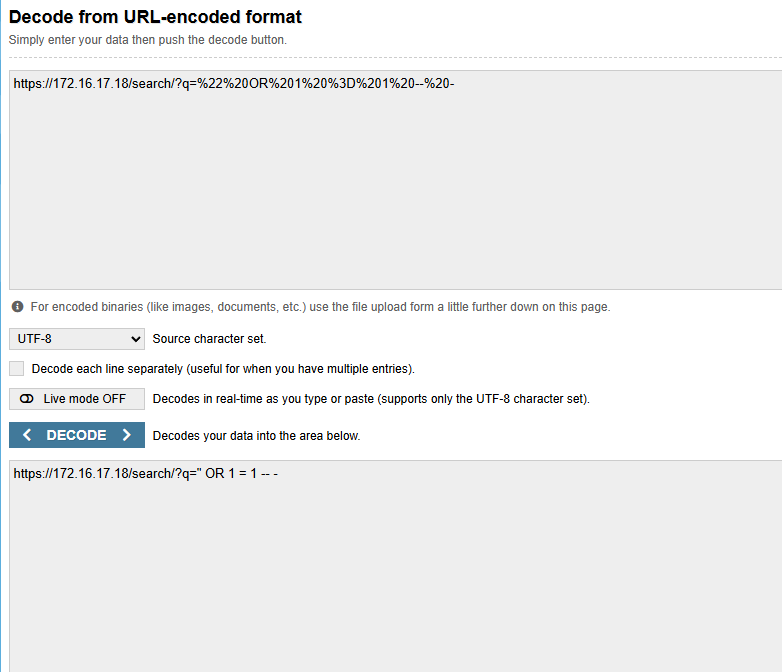 Decode from URL-encoded format
Simply enter your data then push the decode button.
https://172.16.17.18/search/?q=%22%20OR%201%20%3D%201%20--%20-
For encoded binaries (like images, documents, etc.) use the file upload form a little further down on this page.
UTF-8 Source character set.
Decode each line separately (useful for when you have multiple entries).
Live mode OFF Decodes in real-time as you type or paste (supports only the UTF-8 character set).
DECODE Decodes your data into the area below.
https://172.16.17.18/search/?q=" OR 1 = 1 -- -